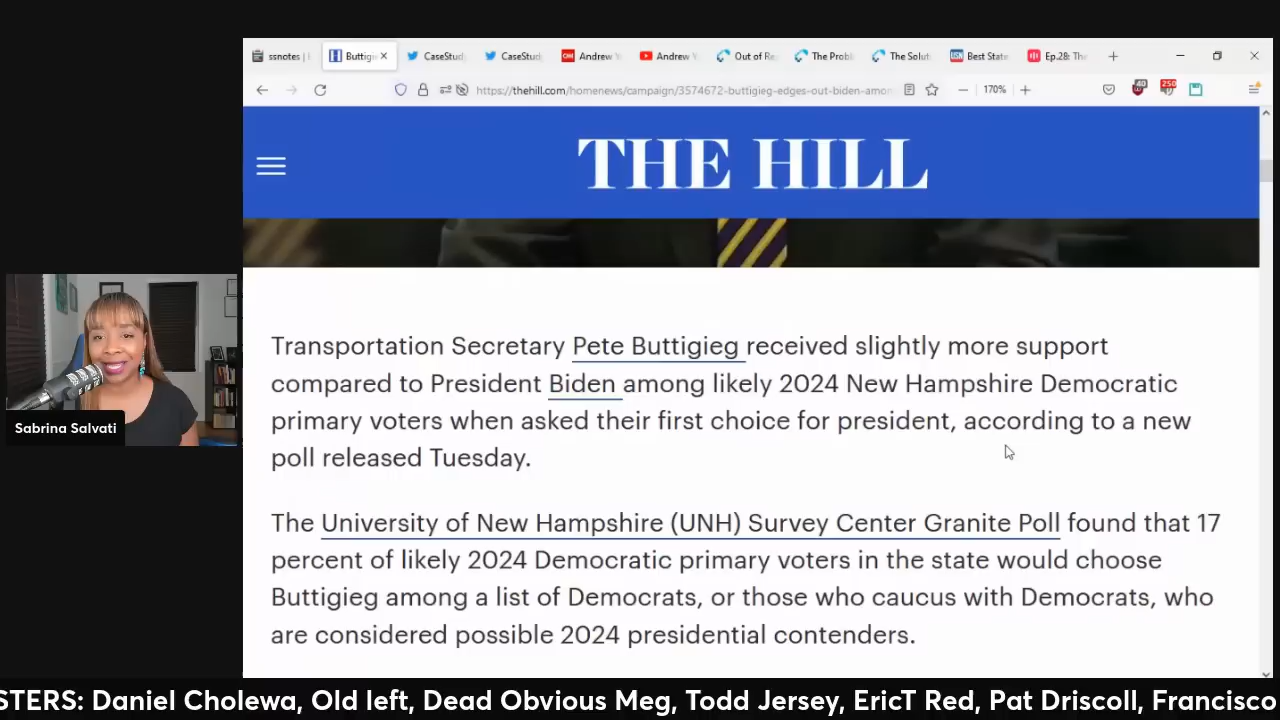 ssnotes |
Buttigie
CaseStud
CaseStud
Andrew Y
Andrew Y
Out of Re
The Probl
The Solut
Best State
Ep.28: The
https://thehill.com/homenews/campaign/3574672-buttigieg-edges-out-biden-amon
170%
40
250
THE HILL
Transportation Secretary Pete Buttigieg received slightly more support
compared to President Biden among likely 2024 New Hampshire Democratic
primary voters when asked their first choice for president, according to a new
poll released Tuesday.
The University of New Hampshire (UNH) Survey Center Granite Poll found that 17
percent of likely 2024 Democratic primary voters in the state would choose
Buttigieg among a list of Democrats, or those who caucus with Democrats, who
are considered possible 2024 presidential contenders.
Sabrina Salvati
STERS: Daniel Cholewa, Old left, Dead Obvious Meg, Todd Jersey, EricT Red, Pat Driscoll, Francisco